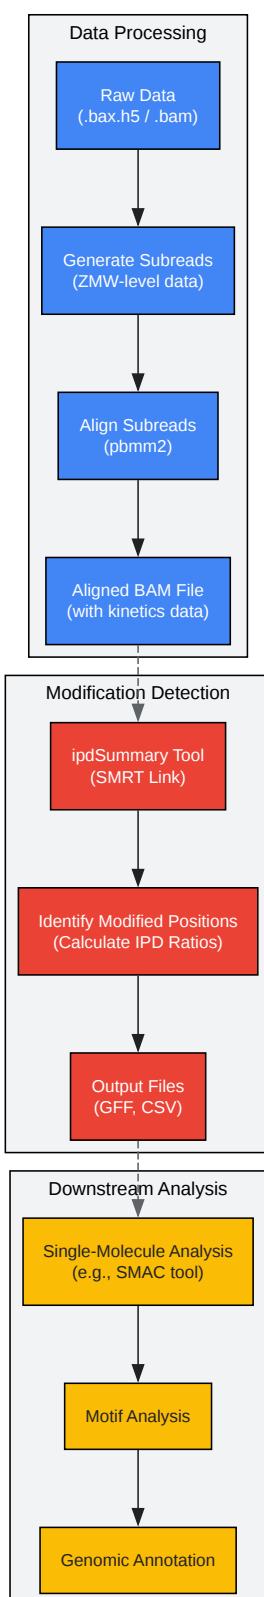 Data Processing
Raw Data
(.bax.h5 / .bam)
Generate Subreads
(ZMW-level data)
Align Subreads
(pbmm2)
Aligned BAM File
(with kinetics data)
Modification Detection
ipdSummary Tool
(SMRT Link)
Identify Modified Positions
(Calculate IPD Ratios)
Output Files
(GFF, CSV)
Downstream Analysis
Single-Molecule Analysis
(e.g., SMAC tool)
Motif Analysis
Genomic Annotation